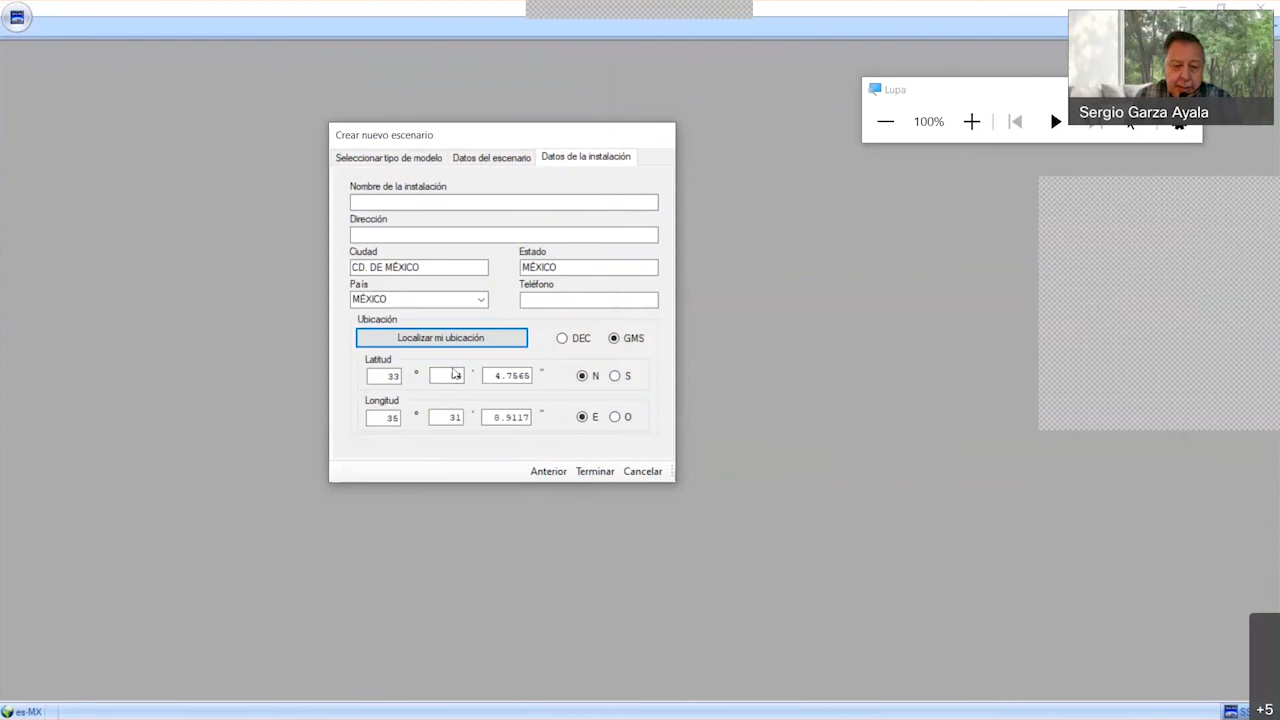 Lupa
100%
Sergio Garza Ayala
Crear nuevo escenario
Seleccionar tipo de modelo
Datos del escenario
Datos de la instalación
Nombre de la instalación
Dirección
Ciudad
Estado
CD. DE MÉXICO
MÉXICO
País
Teléfono
MÉXICO
Ubicación
Localizar mi ubicación
DEC
GMS
Latitud
33 ° ' 4.7565 "
N
S
Longitud
35 ° 31 ' 8.9117 "
E
O
Anterior
Terminar
Cancelar
es-MX
+5